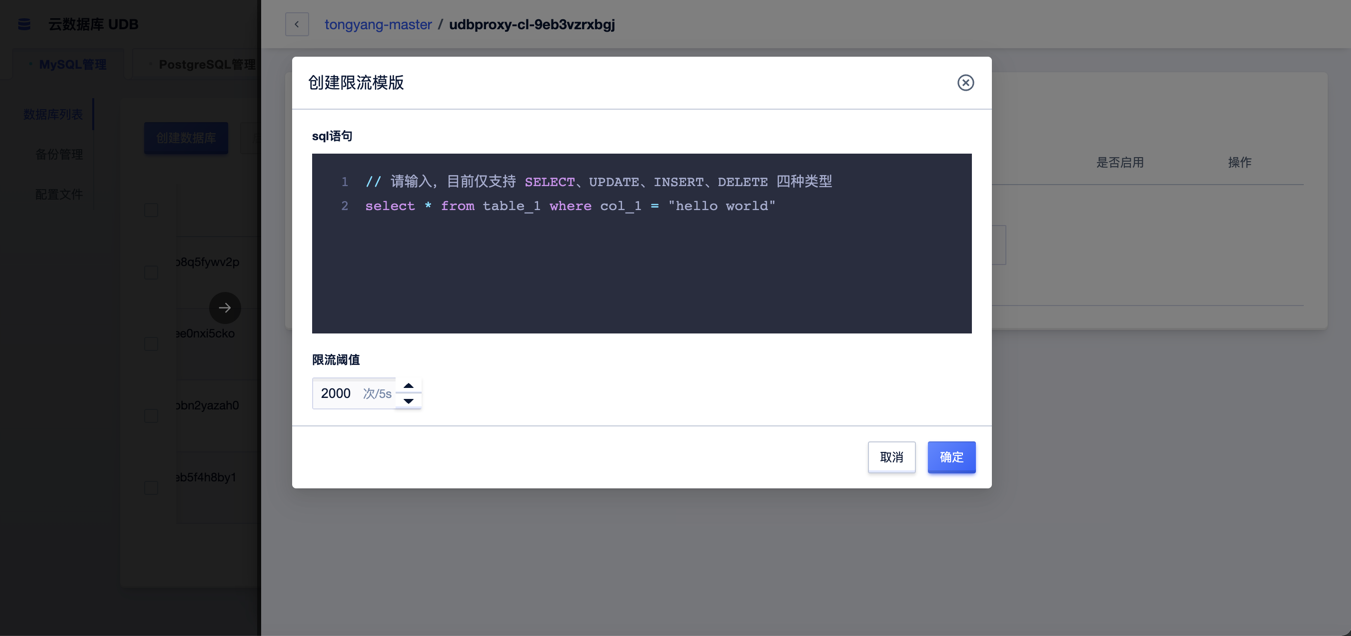 云数据库 UDB
tongyang-master / udbproxy-cl-9eb3vzrxbgj
MySQL管理
PostgreSQL管理
数据库列表
备份管理
配置文件
创建数据库
o8q5fywv2p
ee0nxi5cko
obn2yazah0
eb5f4h8by1
是否启用
操作
创建限流模版
sql语句
1 // 请输入，目前仅支持 SELECT、UPDATE、INSERT、DELETE 四种类型
2 select * from table_1 where col_1 = "hello world"
限流阈值
2000 次/5s
取消
确定